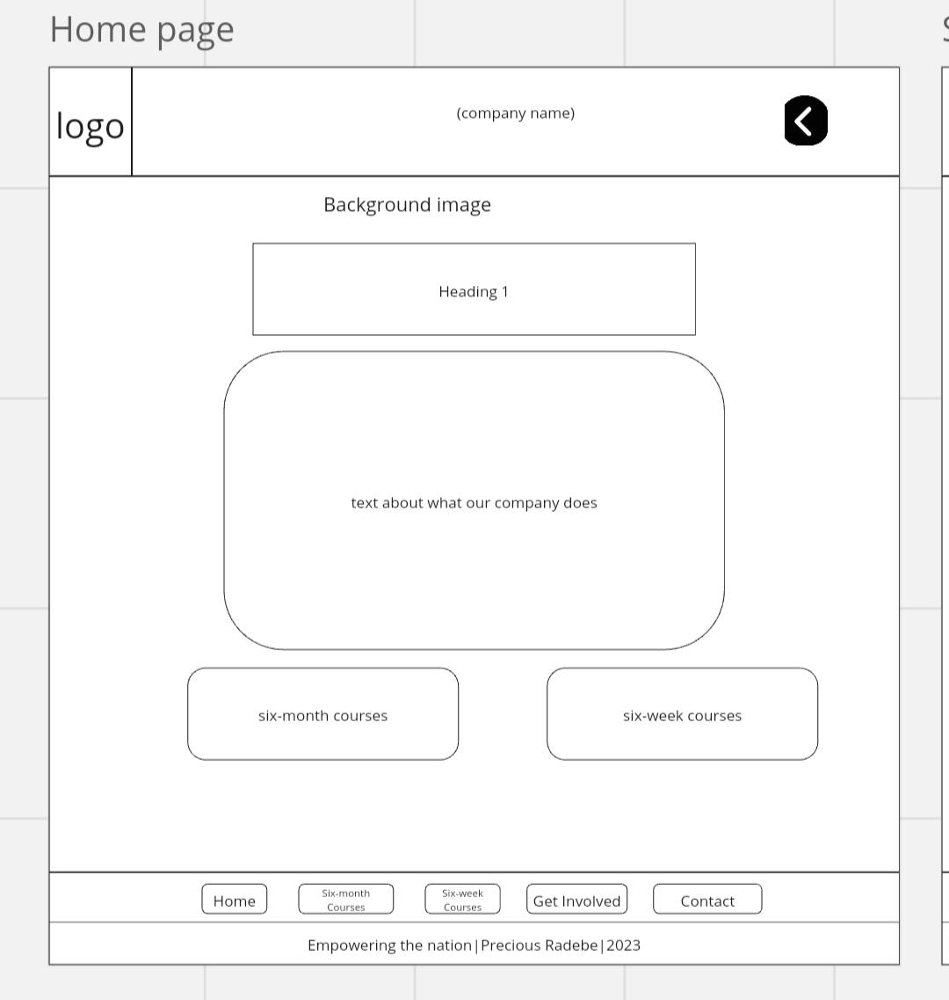 Home page
logo
(company name)
Background image
Heading 1
text about what our company does
six-month courses
six-week courses
Home
Six-month
Courses
Six-week
Courses
Get Involved
Contact
Empowering the nation|Precious Radebe|2023